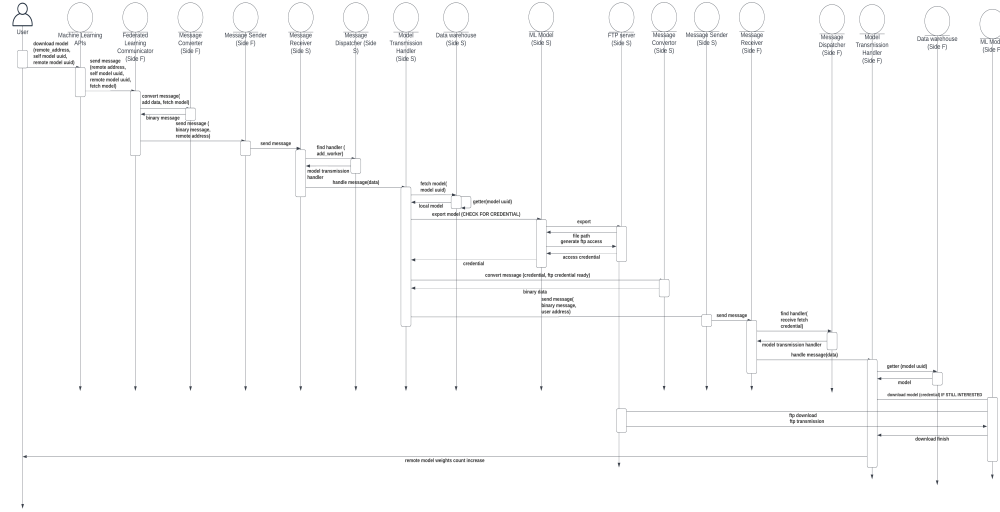 User
Machine Learning
APIs
Federated
Learning
Communicator
(Side F)
Message
Converter
(Side F)
Message Sender
(Side F)
Message
Receiver
(Side S)
Message
Dispatcher (Side
S)
Model
Transmission
Handler
(Side S)
Data warehouse
(Side S)
ML Model
(Side S)
FTP server
(Side S)
Message
Convertor
(Side S)
Message Sender
(Side S)
Message
Receiver
(Side F)
Message
Dispatcher
(Side F)
Model
Transmission
Handler
(Side F)
Data warehouse
(Side F)
ML Mod
(Side F
download model
(remote_address,
self model uuid,
remote model uuid)
send message
(remote address,
self model uuid,
remote model uuid,
fetch model)
convert message(
add data, fetch model)
binary message
send message (
binary message,
remote address)
send message
find handler (
add_worker)
model transmission
handler
handle message(data)
fetch model(
model uuid)
getter(model uuid)
local model
export model (CHECK FOR CREDENTIAL)
export
file path
generate ftp access
access credential
credential
convert message (credential, ftp credential ready)
binary data
send message(
binary message,
user address)
send message
find handler(
receive fetch
credential)
model transmission handler
handle message(data)
getter (model uuid)
model
download model (credential) IF STILL INTERESTED
ftp download
ftp transmission
download finish
remote model weights count increase